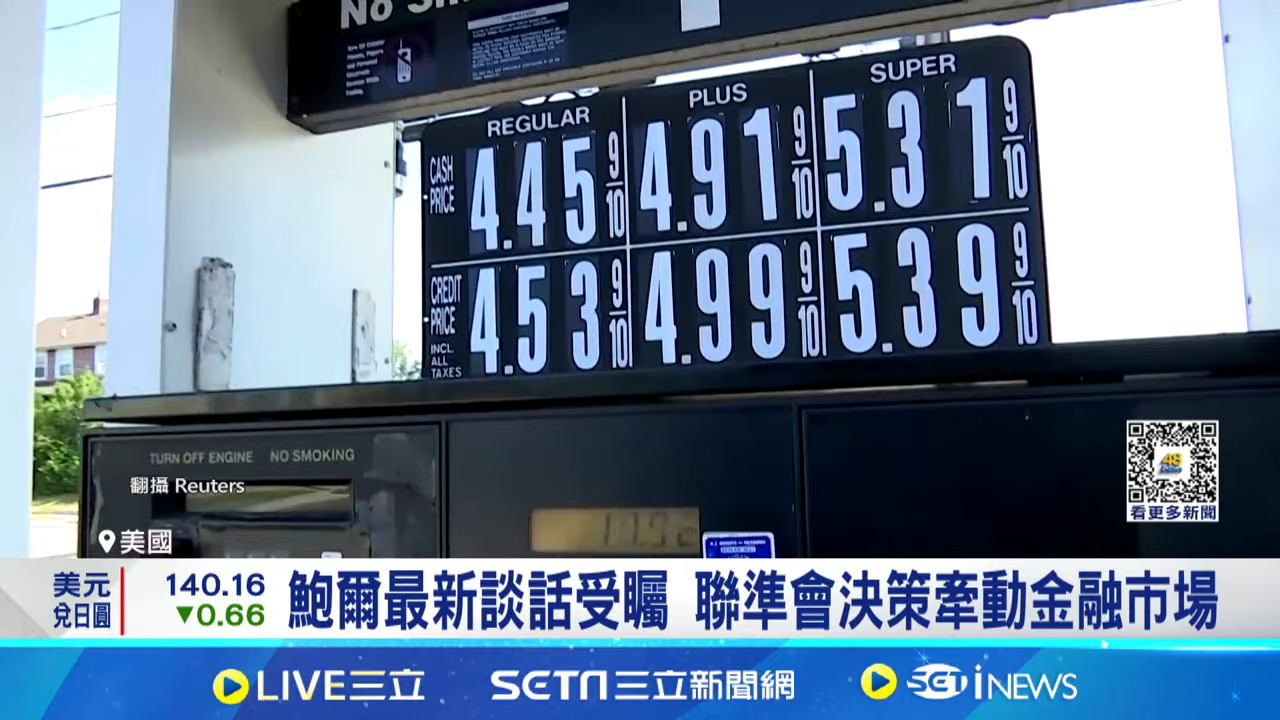 No Sm
REGULAR PLUS SUPER
CASH PRICE 4.45 9/10 4.91 9/10 5.31 9/10
CREDIT PRICE INCL. ALL TAXES 4.53 9/10 4.99 9/10 5.39 9/10
TURN OFF ENGINE NO SMOKING
翻攝 Reuters
美國
看更多新聞
美元兌日圓 140.16 ▼0.66
鮑爾最新談話受矚 聯準會決策牽動金融市場
LIVE三立 SETN三立新聞網 SETiNEWS